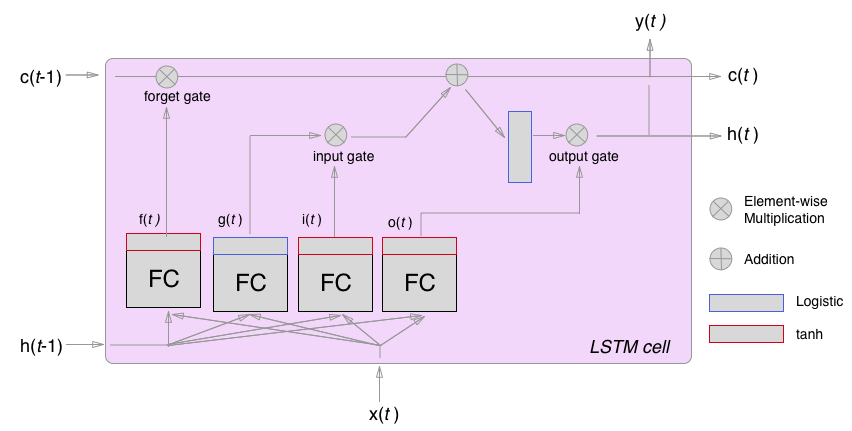 y(t)
c(t-1)
c(t)
forget gate
h(t)
input gate
output gate
f(t)
g(t)
i(t)
o(t)
Element-wise
Multiplication
Addition
FC
FC
FC
FC
Logistic
tanh
h(t-1)
LSTM cell
x(t)